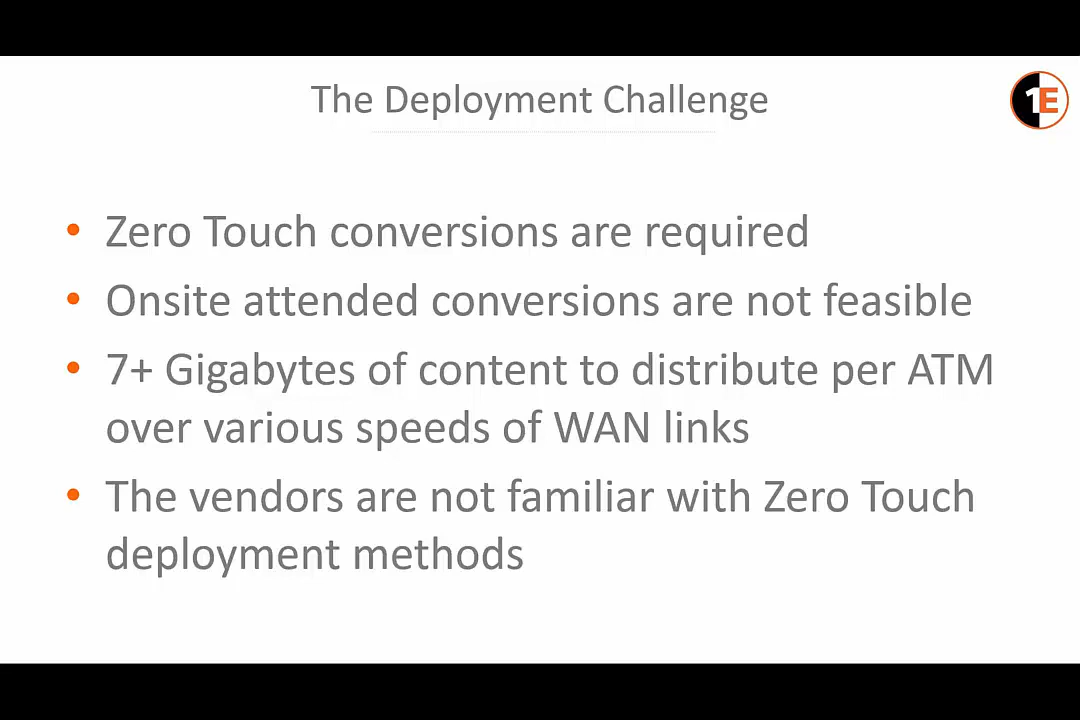 The Deployment Challenge
1E
• Zero Touch conversions are required
• Onsite attended conversions are not feasible
• 7+ Gigabytes of content to distribute per ATM
over various speeds of WAN links
• The vendors are not familiar with Zero Touch
deployment methods